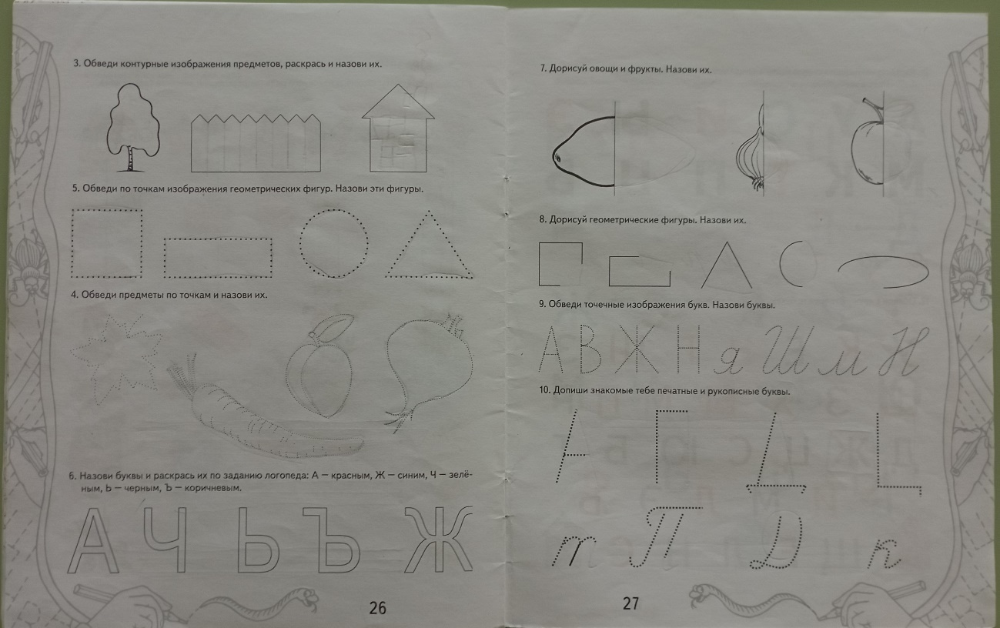 3. Обведи контурные изображения предметов, раскрась и назови их.
5. Обведи по точкам изображения геометрических фигур. Назови эти фигуры.
4. Обведи предметы по точкам и назови их.
6. Назови буквы и раскрась их по заданию логопеда: А — красным, Ж — синим, Ч — зелё-
ным, Ь — черным, Ъ — коричневым.
А Ч Ь Ъ Ж
26
7. Дорисуй овощи и фрукты. Назови их.
8. Дорисуй геометрические фигуры. Назови их.
9. Обведи точечные изображения букв. Назови буквы.
А В Ж Н я Ш м Н
10. Допиши знакомые тебе печатные и рукописные буквы.
27